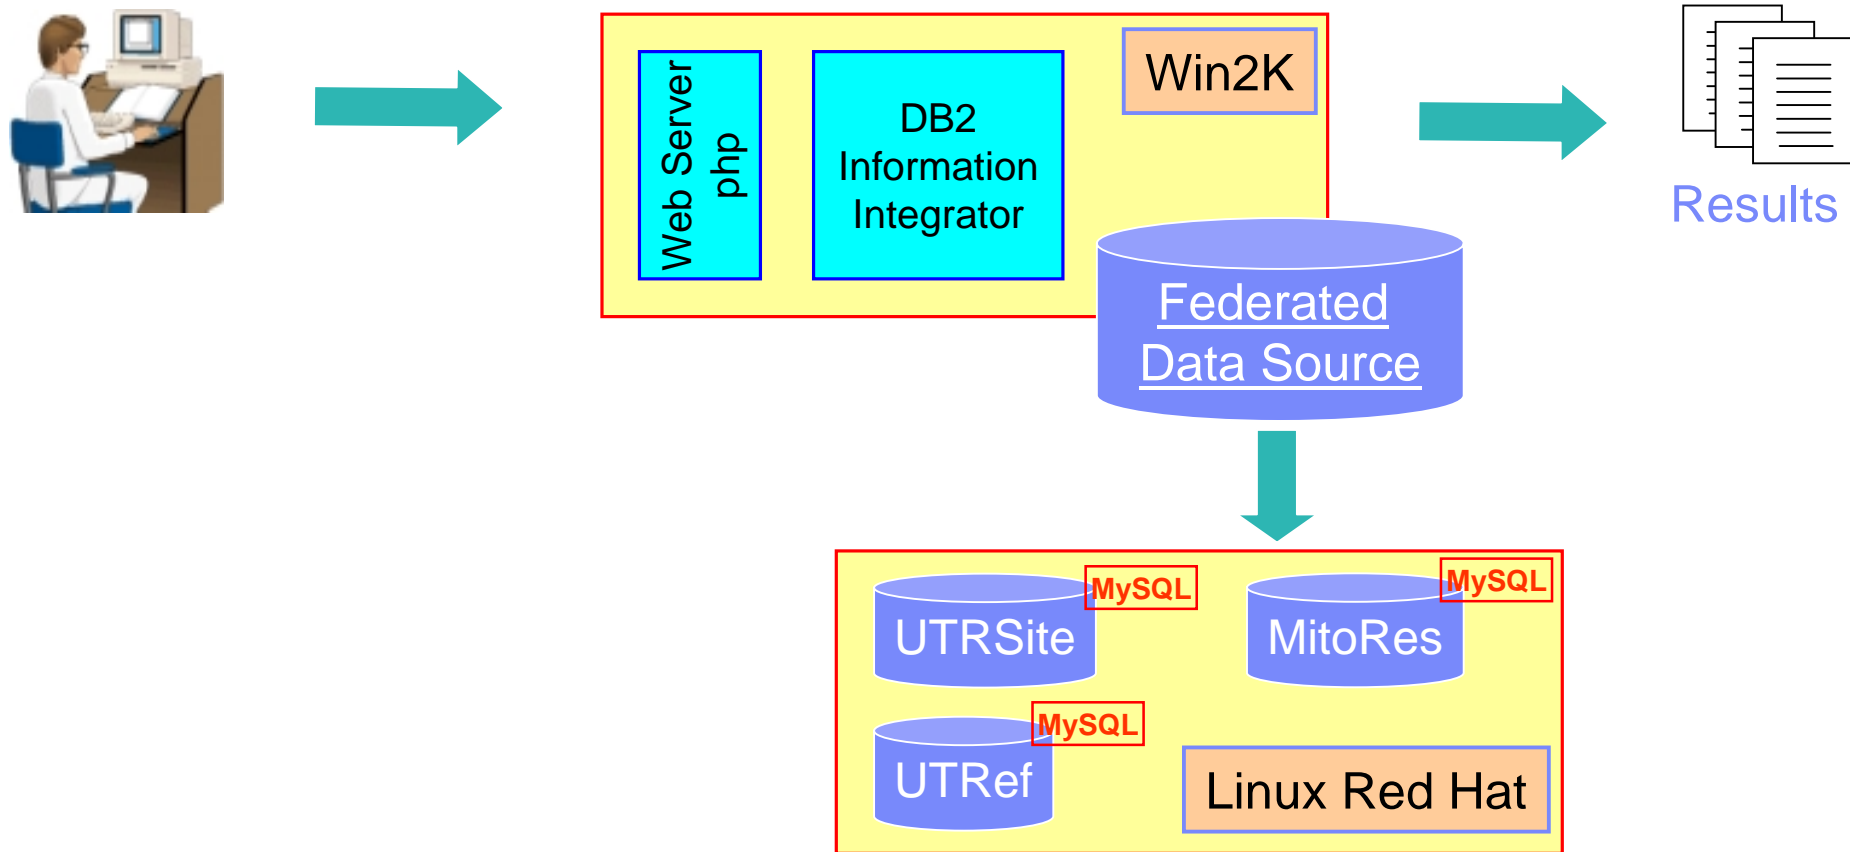 Web Server
php
DB2
Information
Integrator
Win2K
Results
Federated
Data Source
UTRSite
MySQL
MitoRes
MySQL
UTRef
MySQL
Linux Red Hat